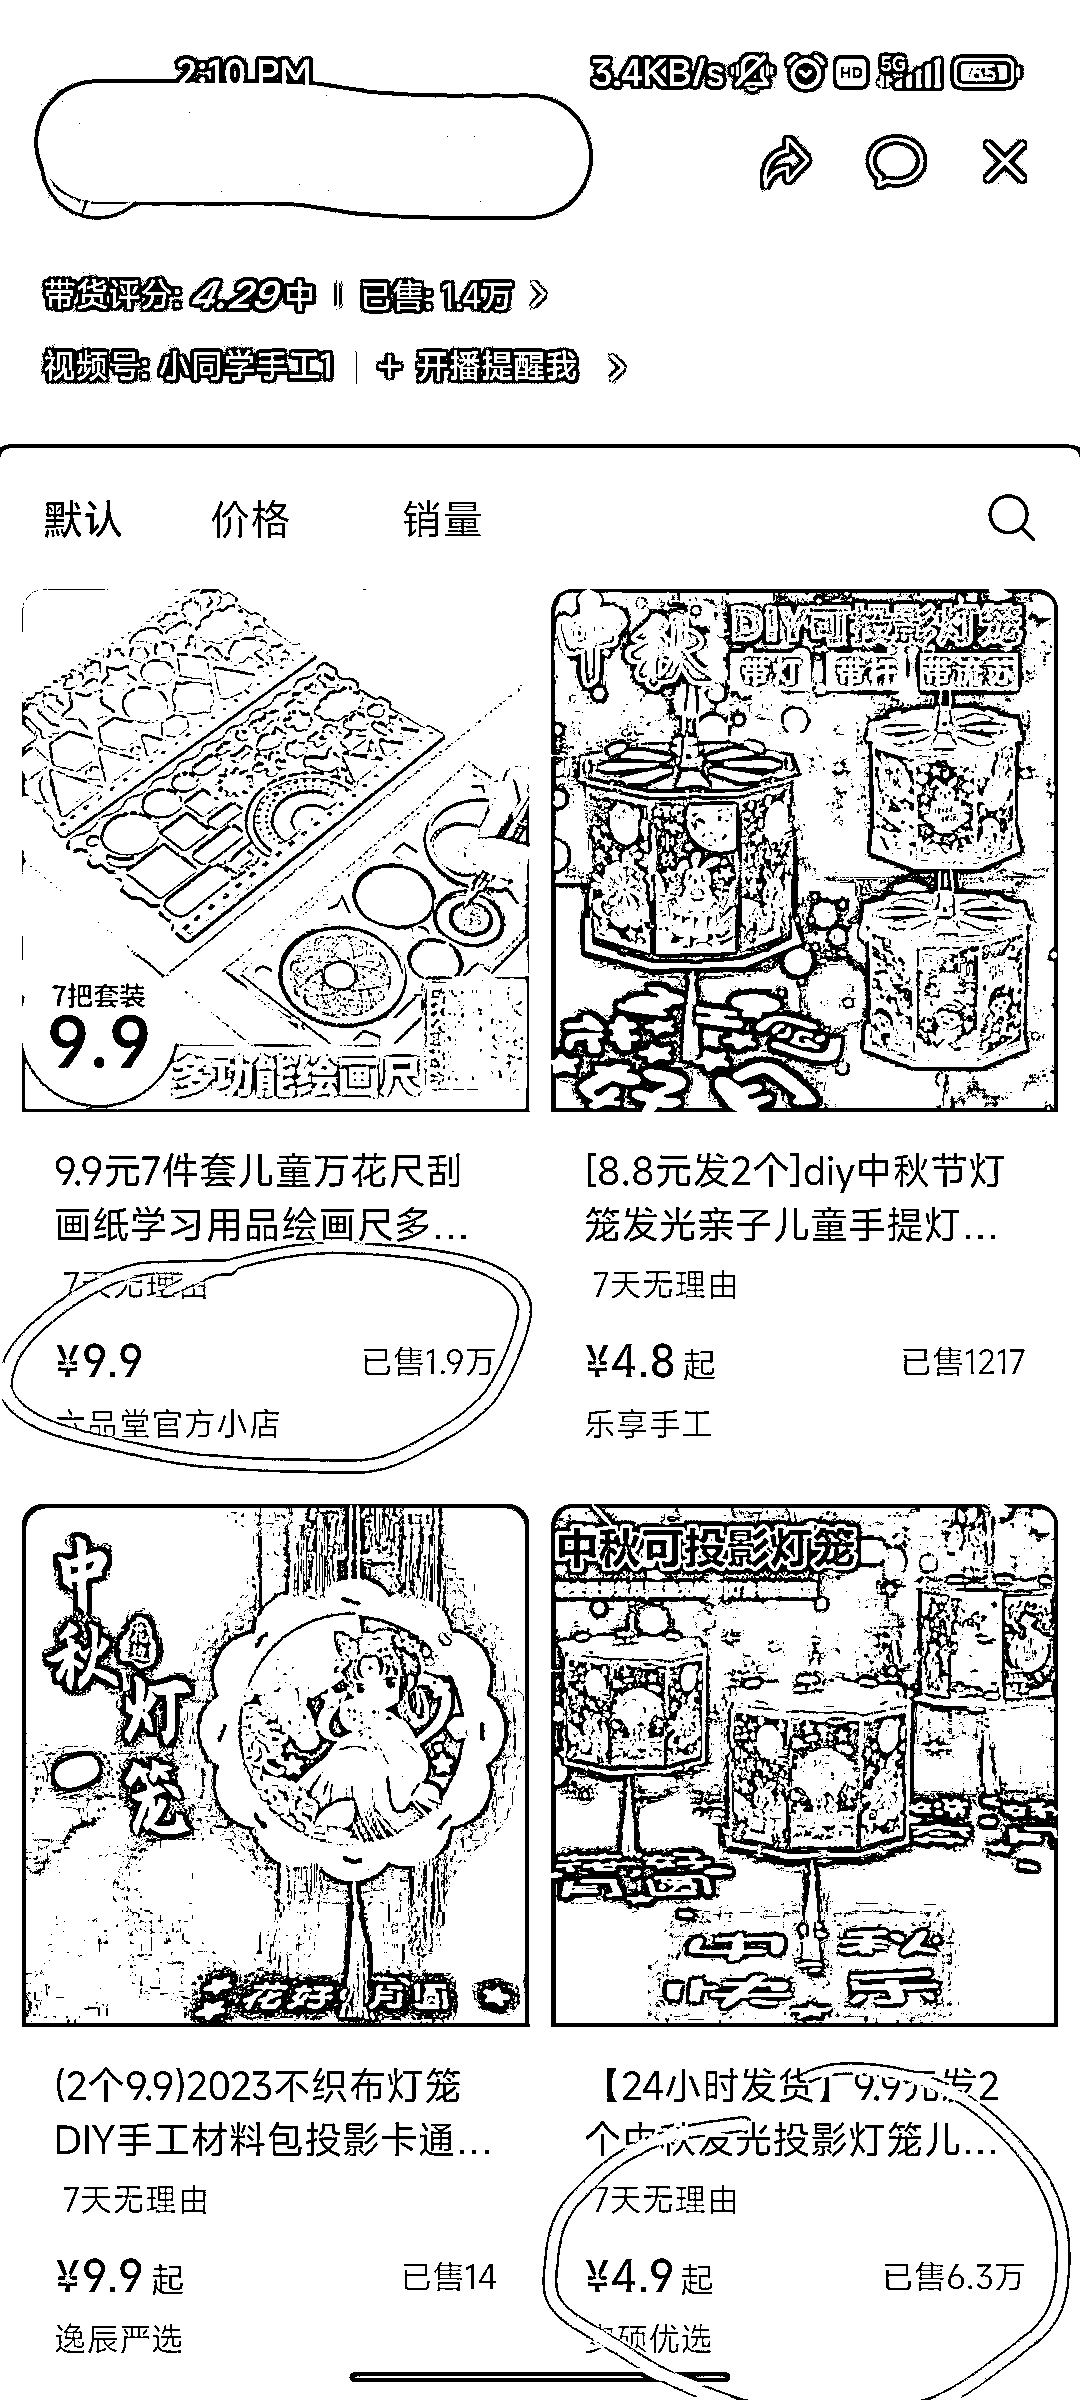 2:10 PM 3.4KB/s HD 5G
带货评分: 4.29中 | 已售: 1.4万
视频号: 小同学手工1 | + 开播提醒我
默认 价格 销量
7把套装
9.9
多功能绘画尺
中秋 DIY可投影灯笼
带灯 带杆 带流苏
9.9元7件套儿童万花尺刮
画纸学习用品绘画尺多...
7天无理由
¥9.9 已售1.9万
六品堂官方小店
[8.8元发2个]diy中秋节灯
笼发光亲子儿童手提灯...
7天无理由
¥4.8起 已售1217
乐享手工
中秋
灯笼
花好月圆
中秋可投影灯笼
中秋
快乐
(2个9.9)2023不织布灯笼
DIY手工材料包投影卡通...
7天无理由
¥9.9起 已售14
逸辰严选
【24小时发货】9.9元发2
个中秋发光投影灯笼儿...
7天无理由
¥4.9起 已售6.3万
硕优选